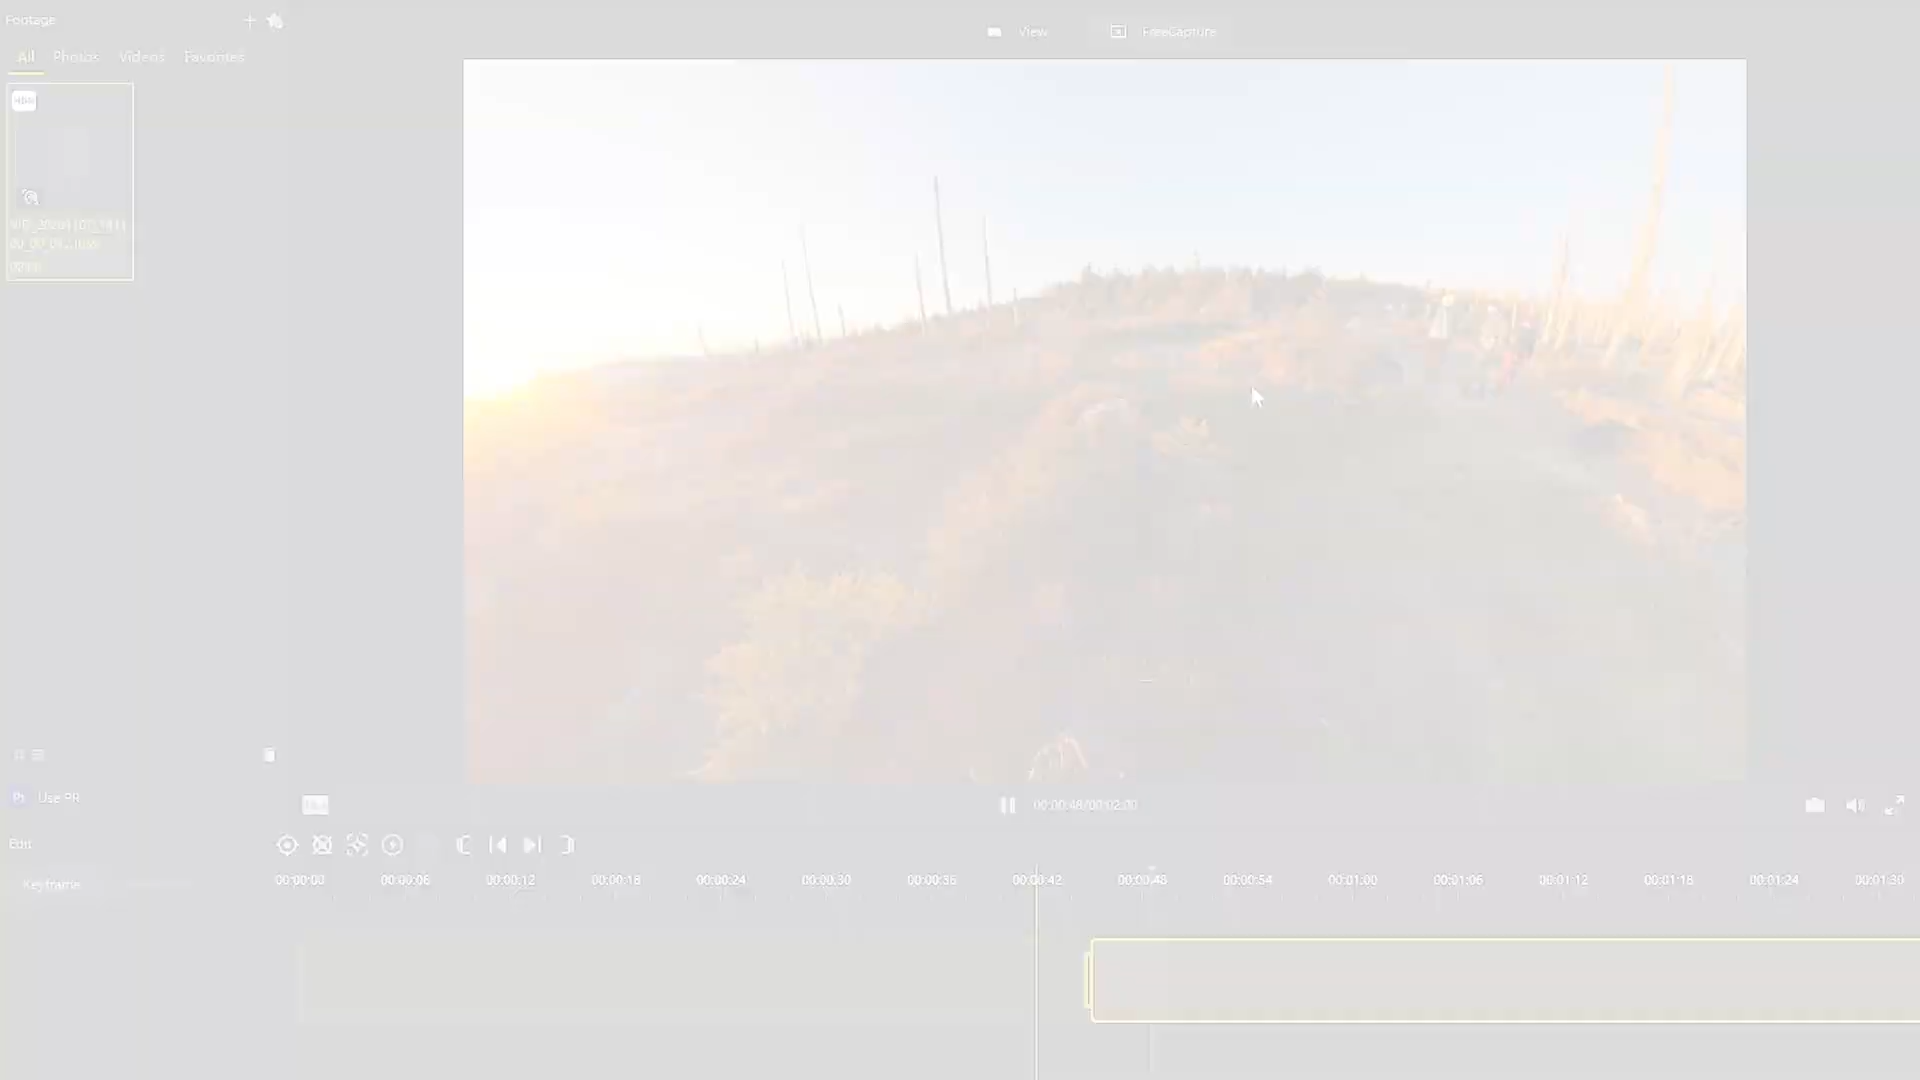 Footage
View
FreeCapture
All Photos Videos Favorites
Use PR
00:00:48/00:02:00
Edit
Keyframe
00:00:00 00:00:06 00:00:12 00:00:18 00:00:24 00:00:30 00:00:36 00:00:42 00:00:48 00:00:54 00:01:00 00:01:06 00:01:12 00:01:18 00:01:24 00:01:30